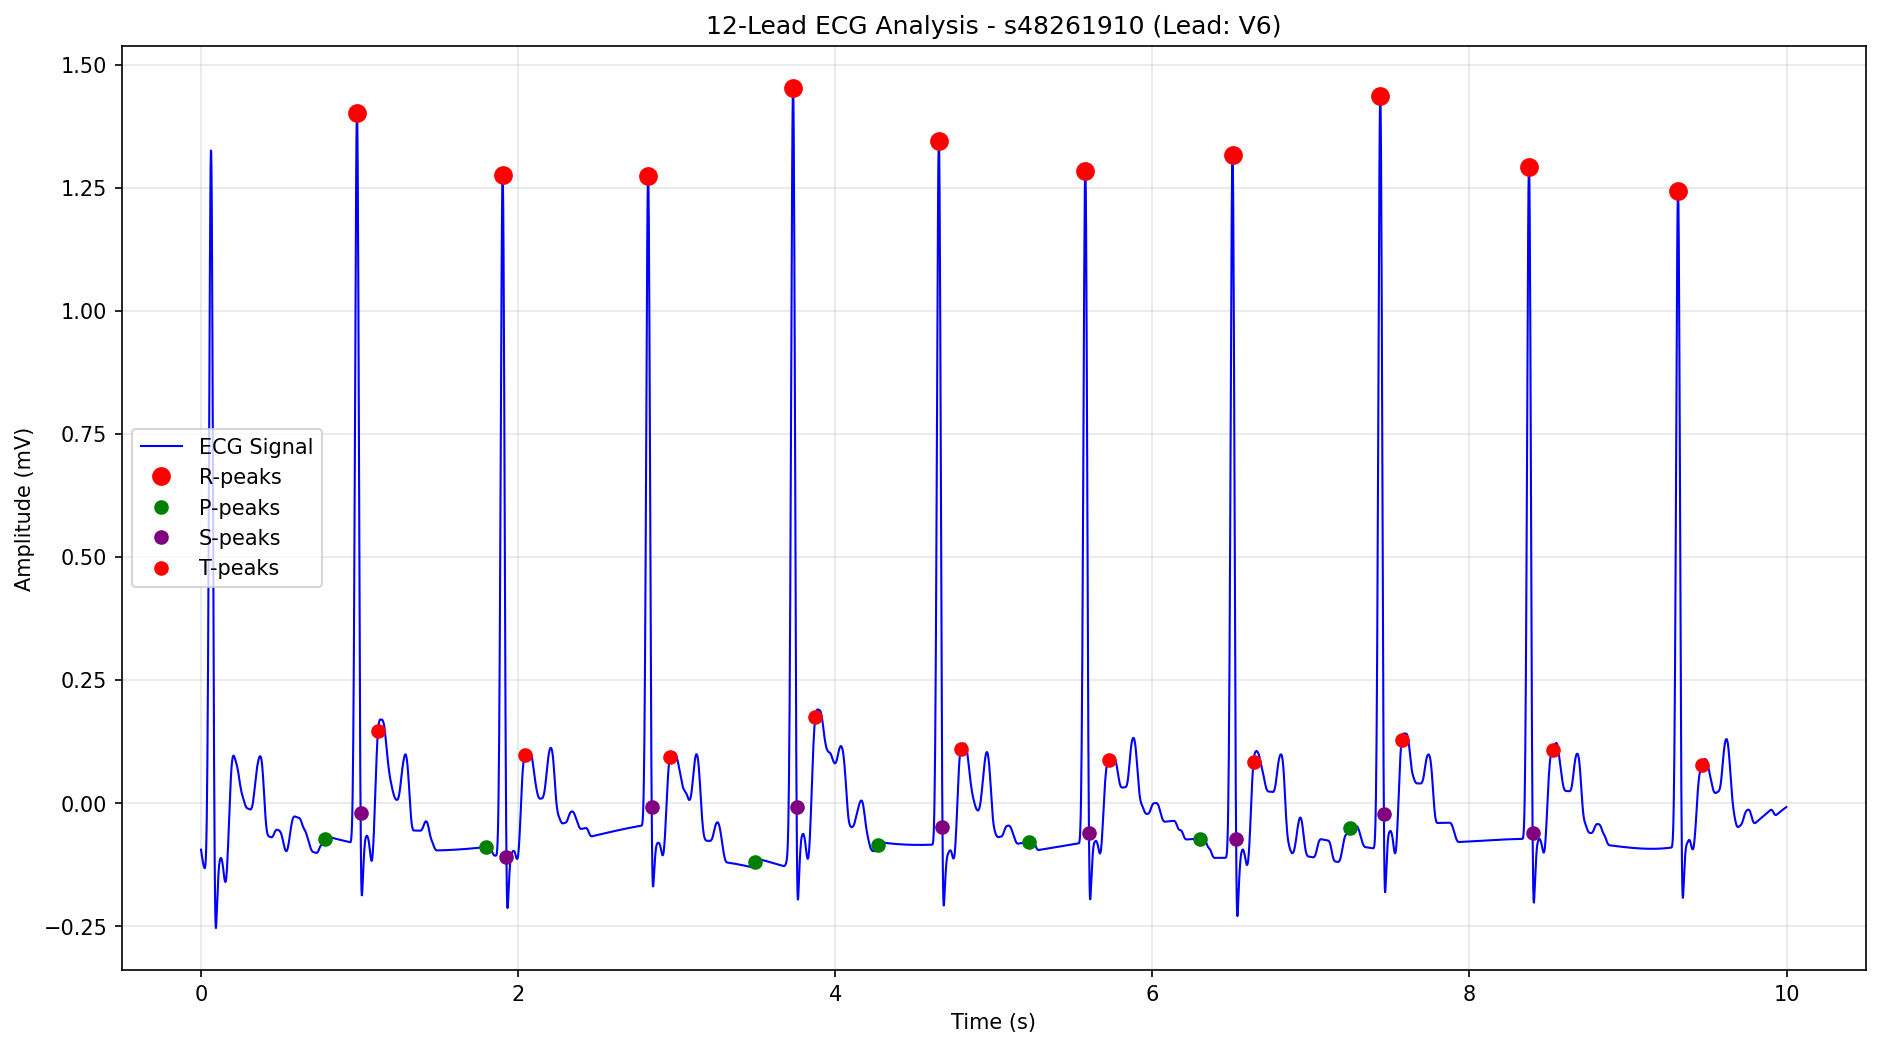 12-Lead ECG Analysis - s48261910 (Lead: V6)
1.50
1.25
1.00
0.75
0.50
0.25
0.00
−0.25
Amplitude (mV)
ECG Signal
R-peaks
P-peaks
S-peaks
T-peaks
0 2 4 6 8 10
Time (s)